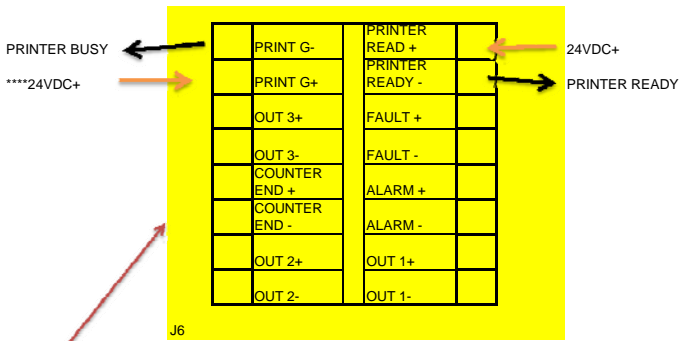 PRINTER BUSY
****24VDC+
PRINT G-
PRINTER
READ +
PRINT G+
PRINTER
READY -
OUT 3+
FAULT +
OUT 3-
FAULT -
COUNTER
END +
ALARM +
COUNTER
END -
ALARM -
OUT 2+
OUT 1+
OUT 2-
OUT 1-
24VDC+
PRINTER READY
J6